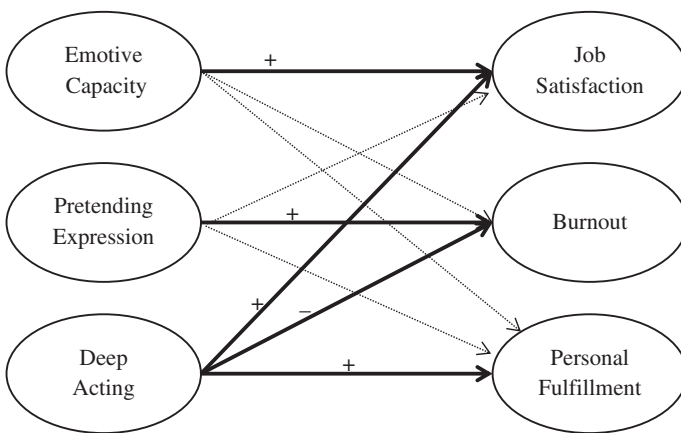 Emotive
Capacity
+
Job
Satisfaction
Pretending
Expression
+
Burnout
+
–
Deep
Acting
+
Personal
Fulfillment